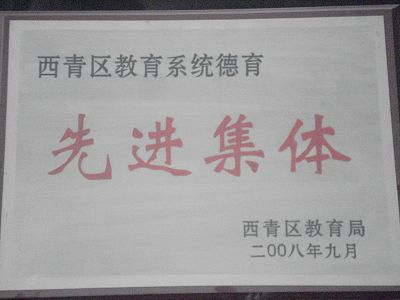 西青区教育系统德育
先进集体
西青区教育局
二00八年九月